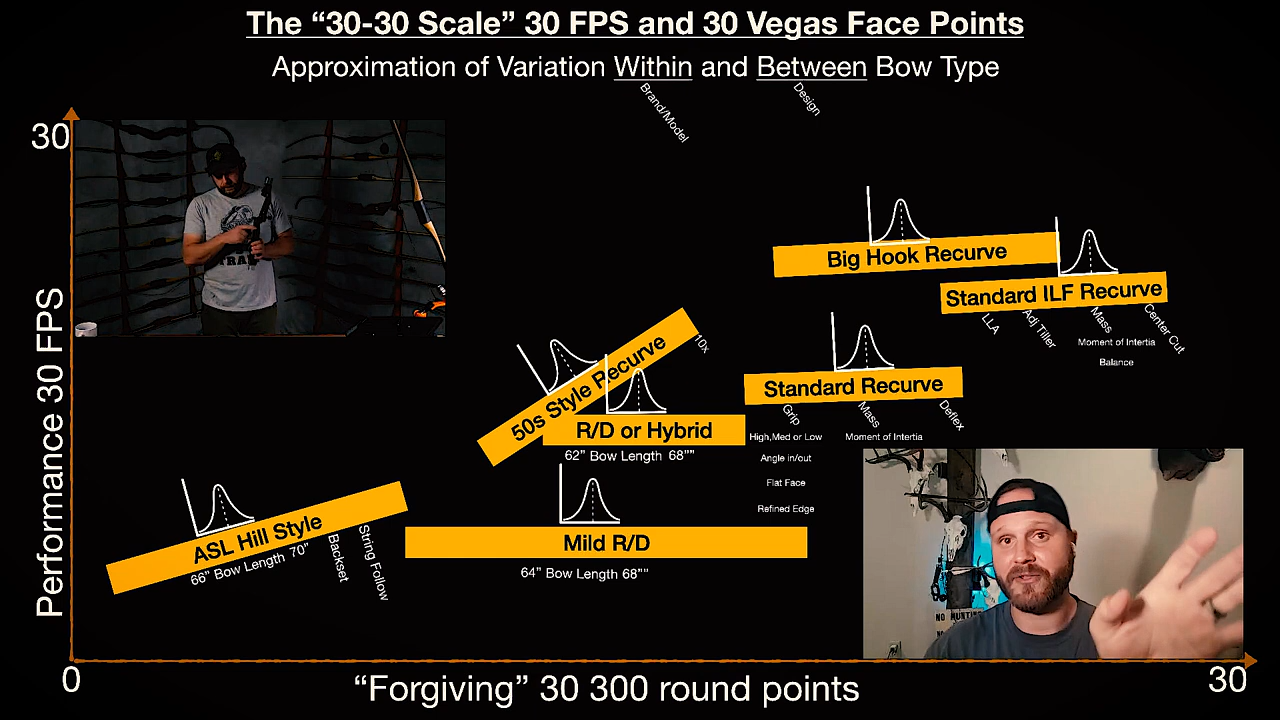 The “30-30 Scale” 30 FPS and 30 Vegas Face Points
Approximation of Variation Within and Between Bow Type
Brand/Model
Design
30
Performance 30 FPS
Big Hook Recurve
Standard ILF Recurve
LLA
Adj Tiller
Mass
Center Cut
Moment of Intertia
Balance
50s Style Recurve
10x
R/D or Hybrid
62” Bow Length 68””
Standard Recurve
Grip
Mass
Deflex
High,Med or Low
Moment of Intertia
Angle in/out
Flat Face
Refined Edge
ASL Hill Style
66” Bow Length 70”
Backset
String Follow
Mild R/D
64” Bow Length 68””
0
“Forgiving” 30 300 round points
30